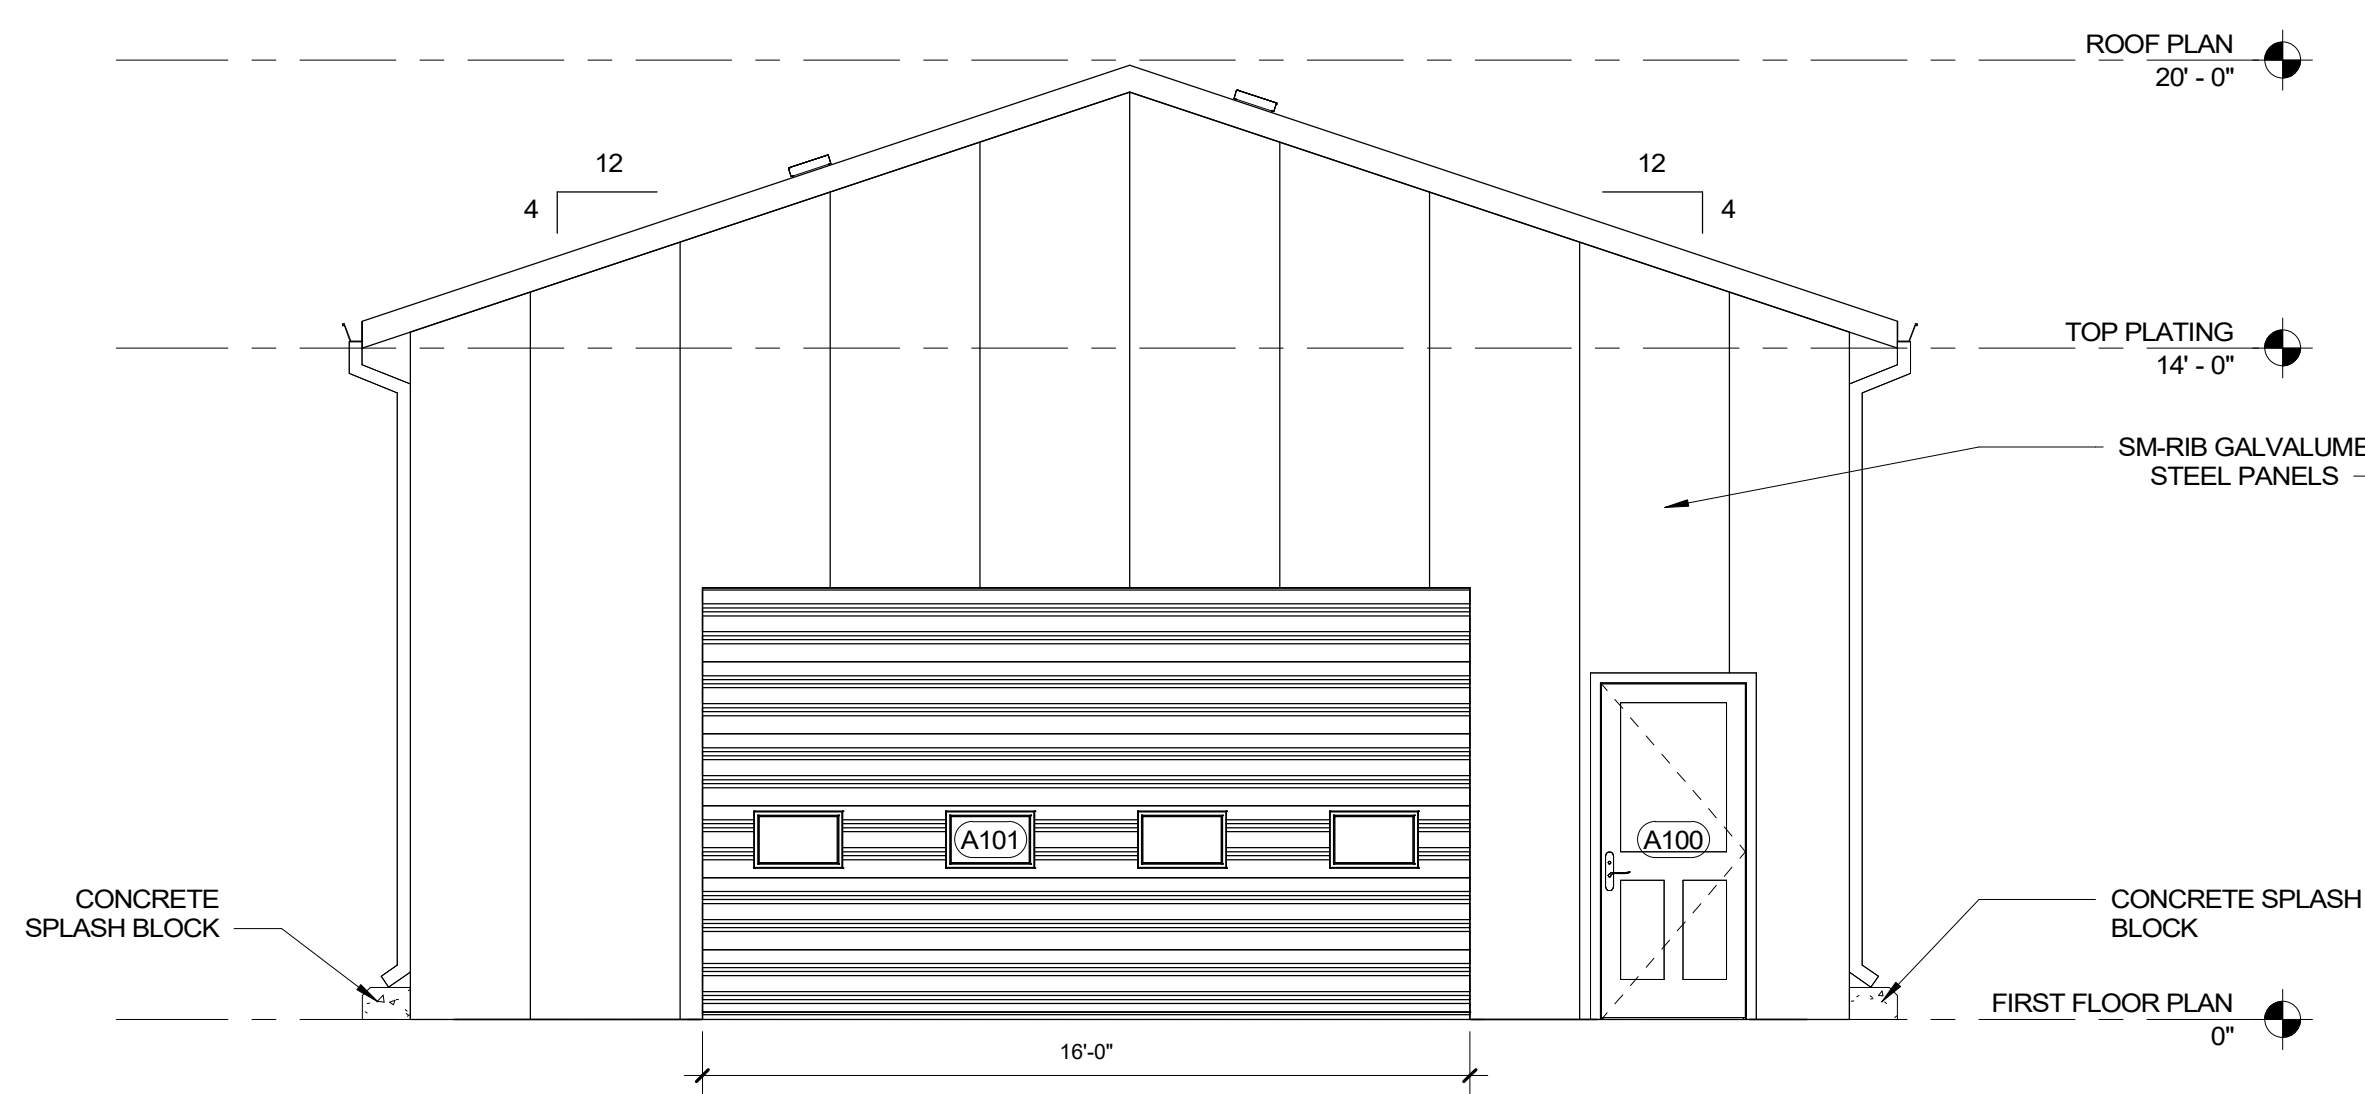 ROOF PLAN
20' - 0"
12
4
12
4
TOP PLATING
14' - 0"
SM-RIB GALVALUME
STEEL PANELS
A101
A100
CONCRETE
SPLASH BLOCK
CONCRETE SPLASH
BLOCK
FIRST FLOOR PLAN
0"
16'-0"